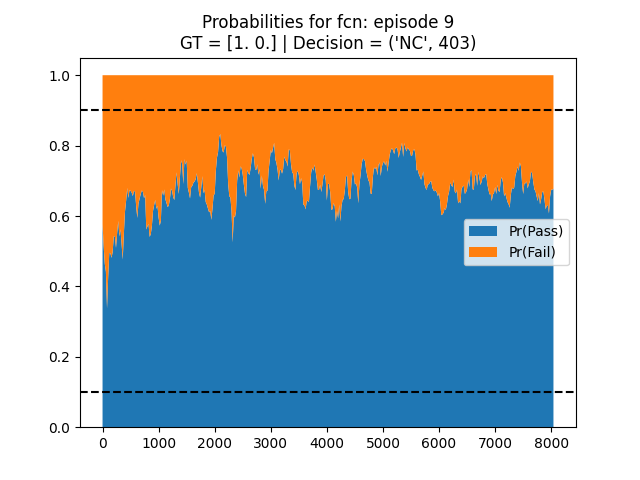 Probabilities for fcn: episode 9
GT = [1. 0.] | Decision = ('NC', 403)
1.0
0.8
0.6
0.4
0.2
0.0
Pr(Pass)
Pr(Fail)
0 1000 2000 3000 4000 5000 6000 7000 8000